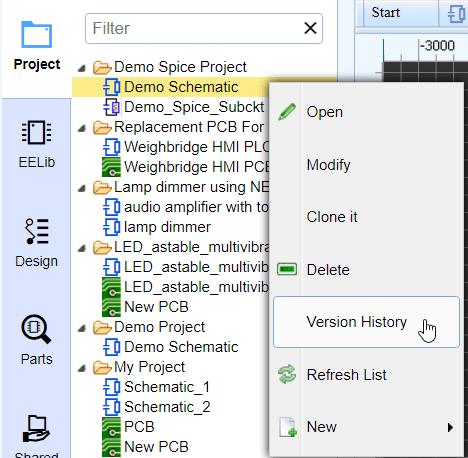 Start
-3000
Project
EELib
Design
Parts
Shared
Filter
Demo Spice Project
Demo Schematic
Demo_Spice_Subckt
Replacement PCB For
Weighbridge HMI PLC
Weighbridge HMI PCB
Lamp dimmer using NE
audio amplifier with to
lamp dimmer
LED_astable_multivibra
LED_astable_multivib
LED_astable_multivib
New PCB
Demo Project
Demo Schematic
My Project
Schematic_1
Schematic_2
PCB
New PCB
Open
Modify
Clone it
Delete
Version History
Refresh List
New